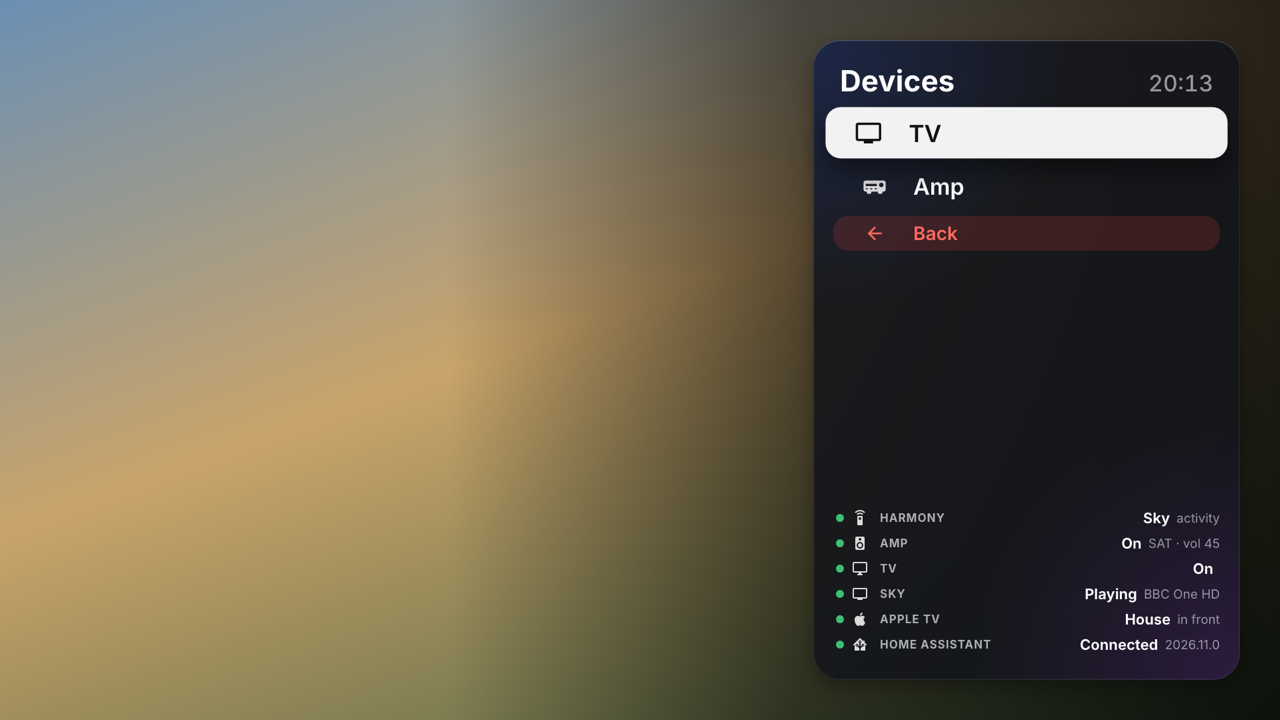 Devices 20:13
TV
Amp
Back
HARMONY Sky activity
AMP On SAT · vol 45
TV On
SKY Playing BBC One HD
APPLE TV House in front
HOME ASSISTANT Connected 2026.11.0